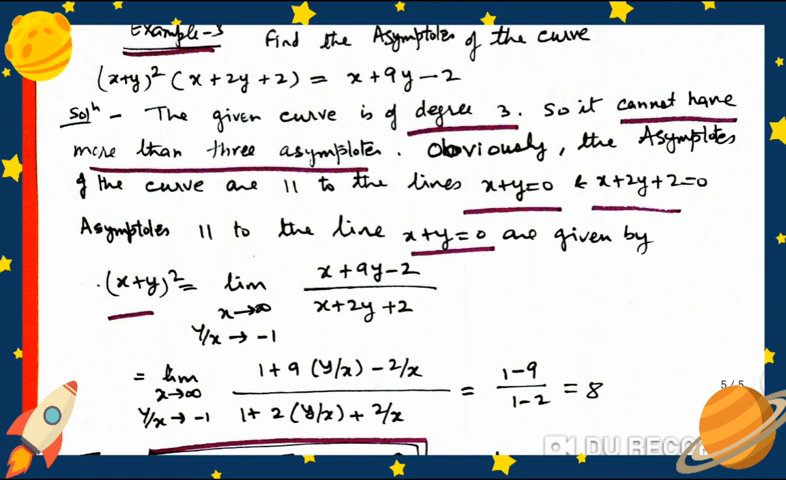 Example-3 Find the Asymptotes of the curve
(x+y)² (x+2y+2) = x+9y-2
Solⁿ - The given curve is of degree 3. So it cannot have
more than three asymptotes. Obviously, the Asymptotes
of the curve are || to the lines x+y=0 & x+2y+2=0
Asymptotes || to the line x+y=0 are given by
(x+y)² = lim x→∞ y/x → -1 x+9y-2 / x+2y+2
= lim x→∞ y/x → -1 1+9(y/x) - 2/x / 1+2(y/x) + 2/x = 1-9 / 1-2 = 8
5/5
DU RECO